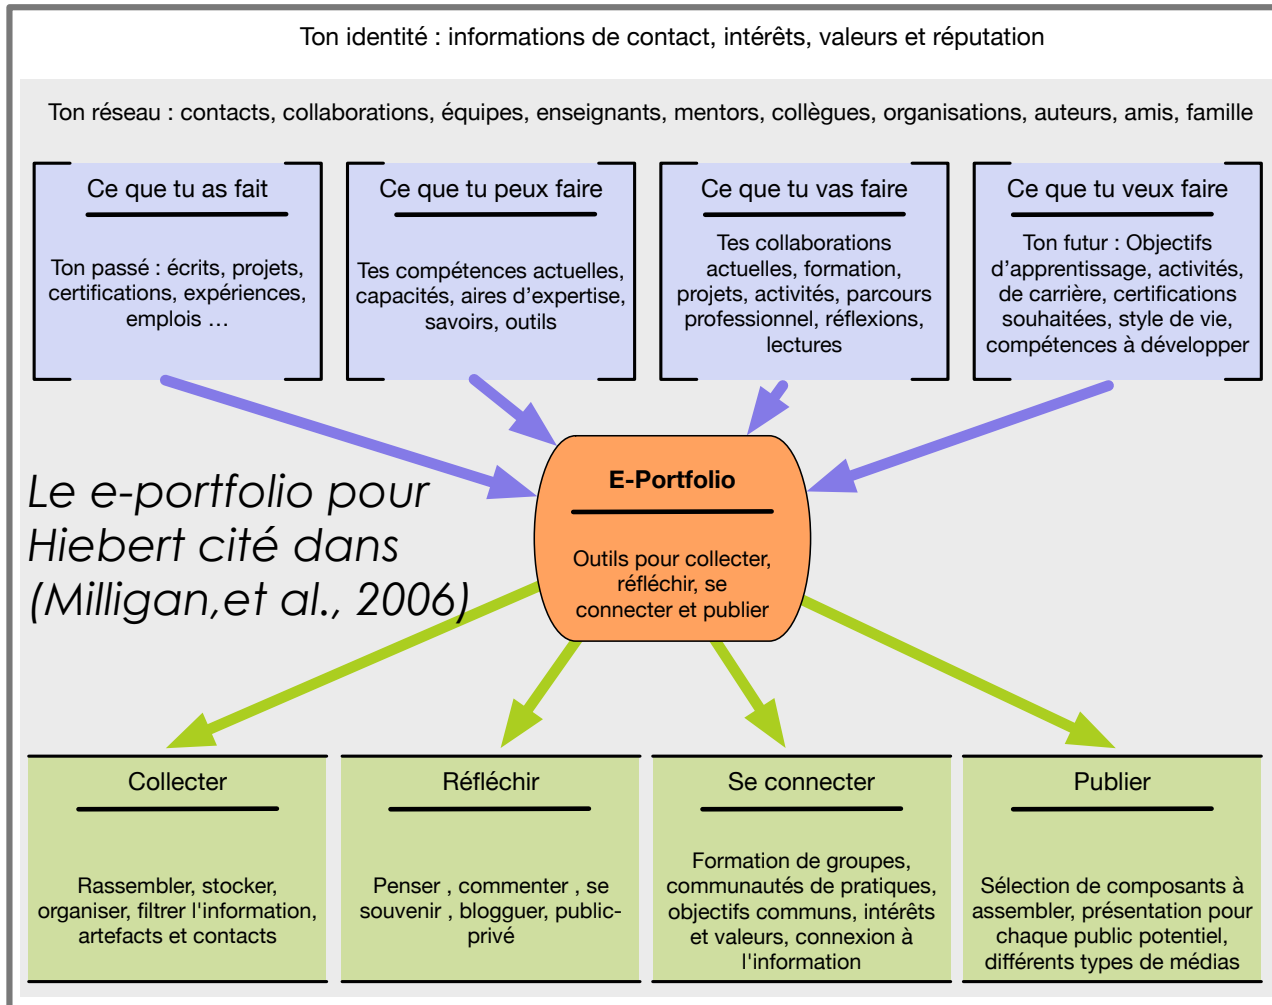 Ton identité : informations de contact, intérêts, valeurs et réputation
Ton réseau : contacts, collaborations, équipes, enseignants, mentors, collègues, organisations, auteurs, amis, famille
Ce que tu as fait
Ton passé : écrits, projets,
certifications, expériences,
emplois ...
Ce que tu peux faire
Tes compétences actuelles,
capacités, aires d’expertise,
savoirs, outils
Ce que tu vas faire
Tes collaborations
actuelles, formation,
projets, activités, parcours
professionnel, réflexions,
lectures
Ce que tu veux faire
Ton futur : Objectifs
d’apprentissage, activités,
de carrière, certifications
souhaitées, style de vie,
compétences à développer
Le e-portfolio pour
Hiebert cité dans
(Milligan,et al., 2006)
E-Portfolio
Outils pour collecter,
réfléchir, se
connecter et publier
Collecter
Rassembler, stocker,
organiser, filtrer l'information,
artefacts et contacts
Réfléchir
Penser , commenter , se
souvenir , blogguer, public-
privé
Se connecter
Formation de groupes,
communautés de pratiques,
objectifs communs, intérêts
et valeurs, connexion à
l'information
Publier
Sélection de composants à
assembler, présentation pour
chaque public potentiel,
différents types de médias